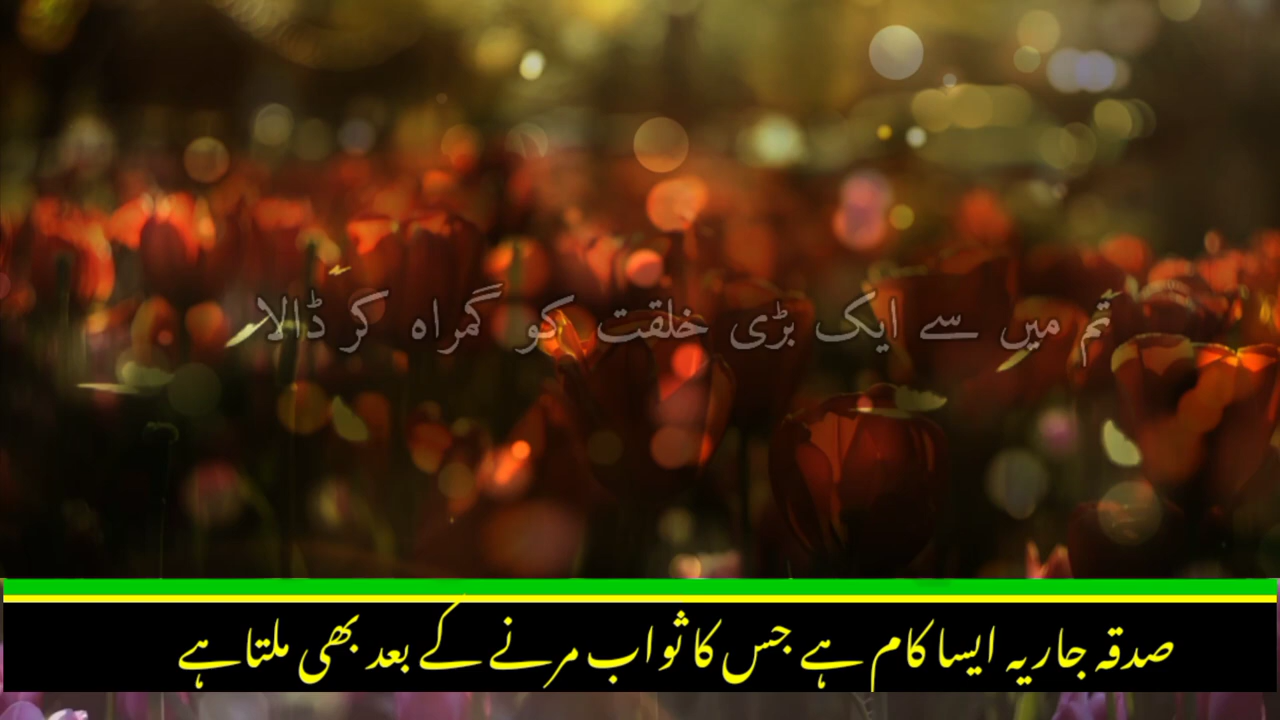 تم میں سے ایک بڑی خلقت کو گمراہ کر ڈالا
صدقہ جاریہ ایسا کام ہے جس کا ثواب مرنے کے بعد بھی ملتا ہے